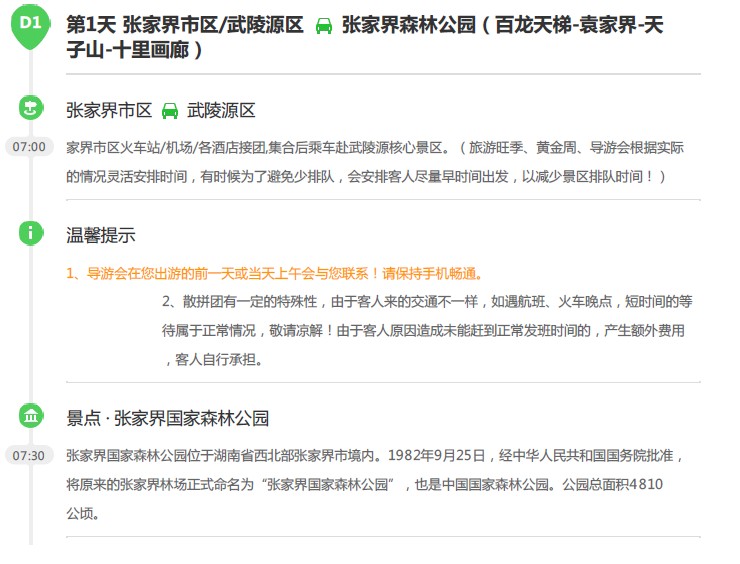 D1
第1天 张家界市区/武陵源区 张家界森林公园（百龙天梯-袁家界-天
子山-十里画廊）
张家界市区 武陵源区
07:00
家界市区火车站/机场/各酒店接团,集合后乘车赴武陵源核心景区。（旅游旺季、黄金周、导游会根据实际
的情况灵活安排时间，有时候为了避免少排队，会安排客人尽量早时间出发，以减少景区排队时间！）
温馨提示
1、导游会在您出游的前一天或当天上午会与您联系！请保持手机畅通。
2、散拼团有一定的特殊性，由于客人来的交通不一样，如遇航班、火车晚点，短时间的等
待属于正常情况，敬请凉解！由于客人原因造成未能赶到正常发班时间的，产生额外费用
，客人自行承担。
景点·张家界国家森林公园
07:30
张家界国家森林公园位于湖南省西北部张家界市境内。1982年9月25日，经中华人民共和国国务院批准，
将原来的张家界林场正式命名为“张家界国家森林公园”，也是中国国家森林公园。公园总面积4810
公顷。